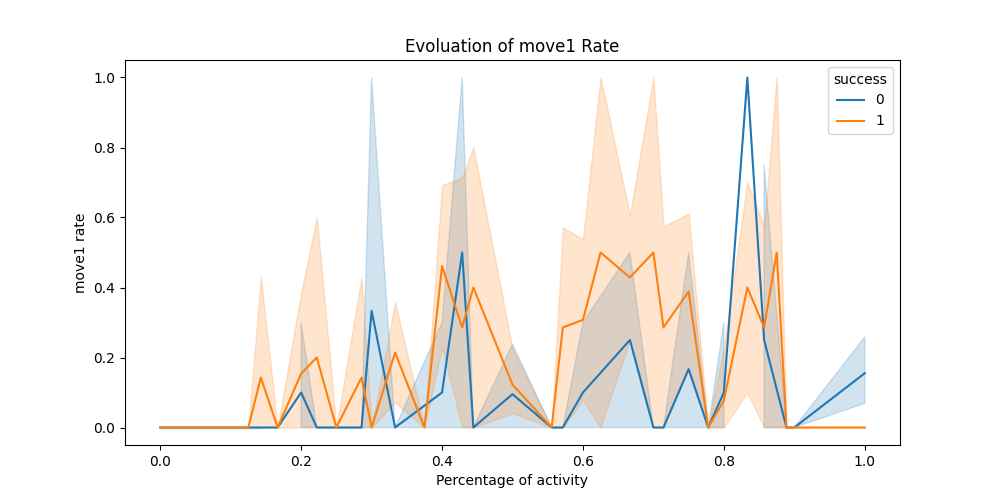 Evoluation of move1 Rate
success
0
1
1.0
0.8
0.6
0.4
0.2
0.0
move1 rate
0.0 0.2 0.4 0.6 0.8 1.0
Percentage of activity